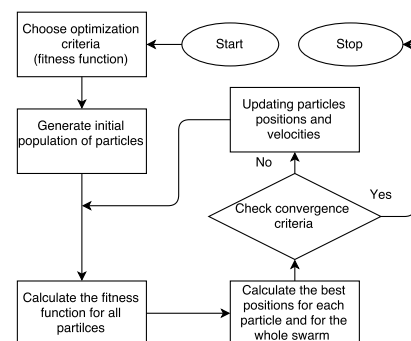 Choose optimization
criteria
(fitness function)
Start
Stop
Generate initial
population of particles
Updating particles
positions and
velocities
No
Yes
Check convergence
criteria
Calculate the fitness
function for all
partilces
Calculate the best
positions for each
particle and for the
whole swarm